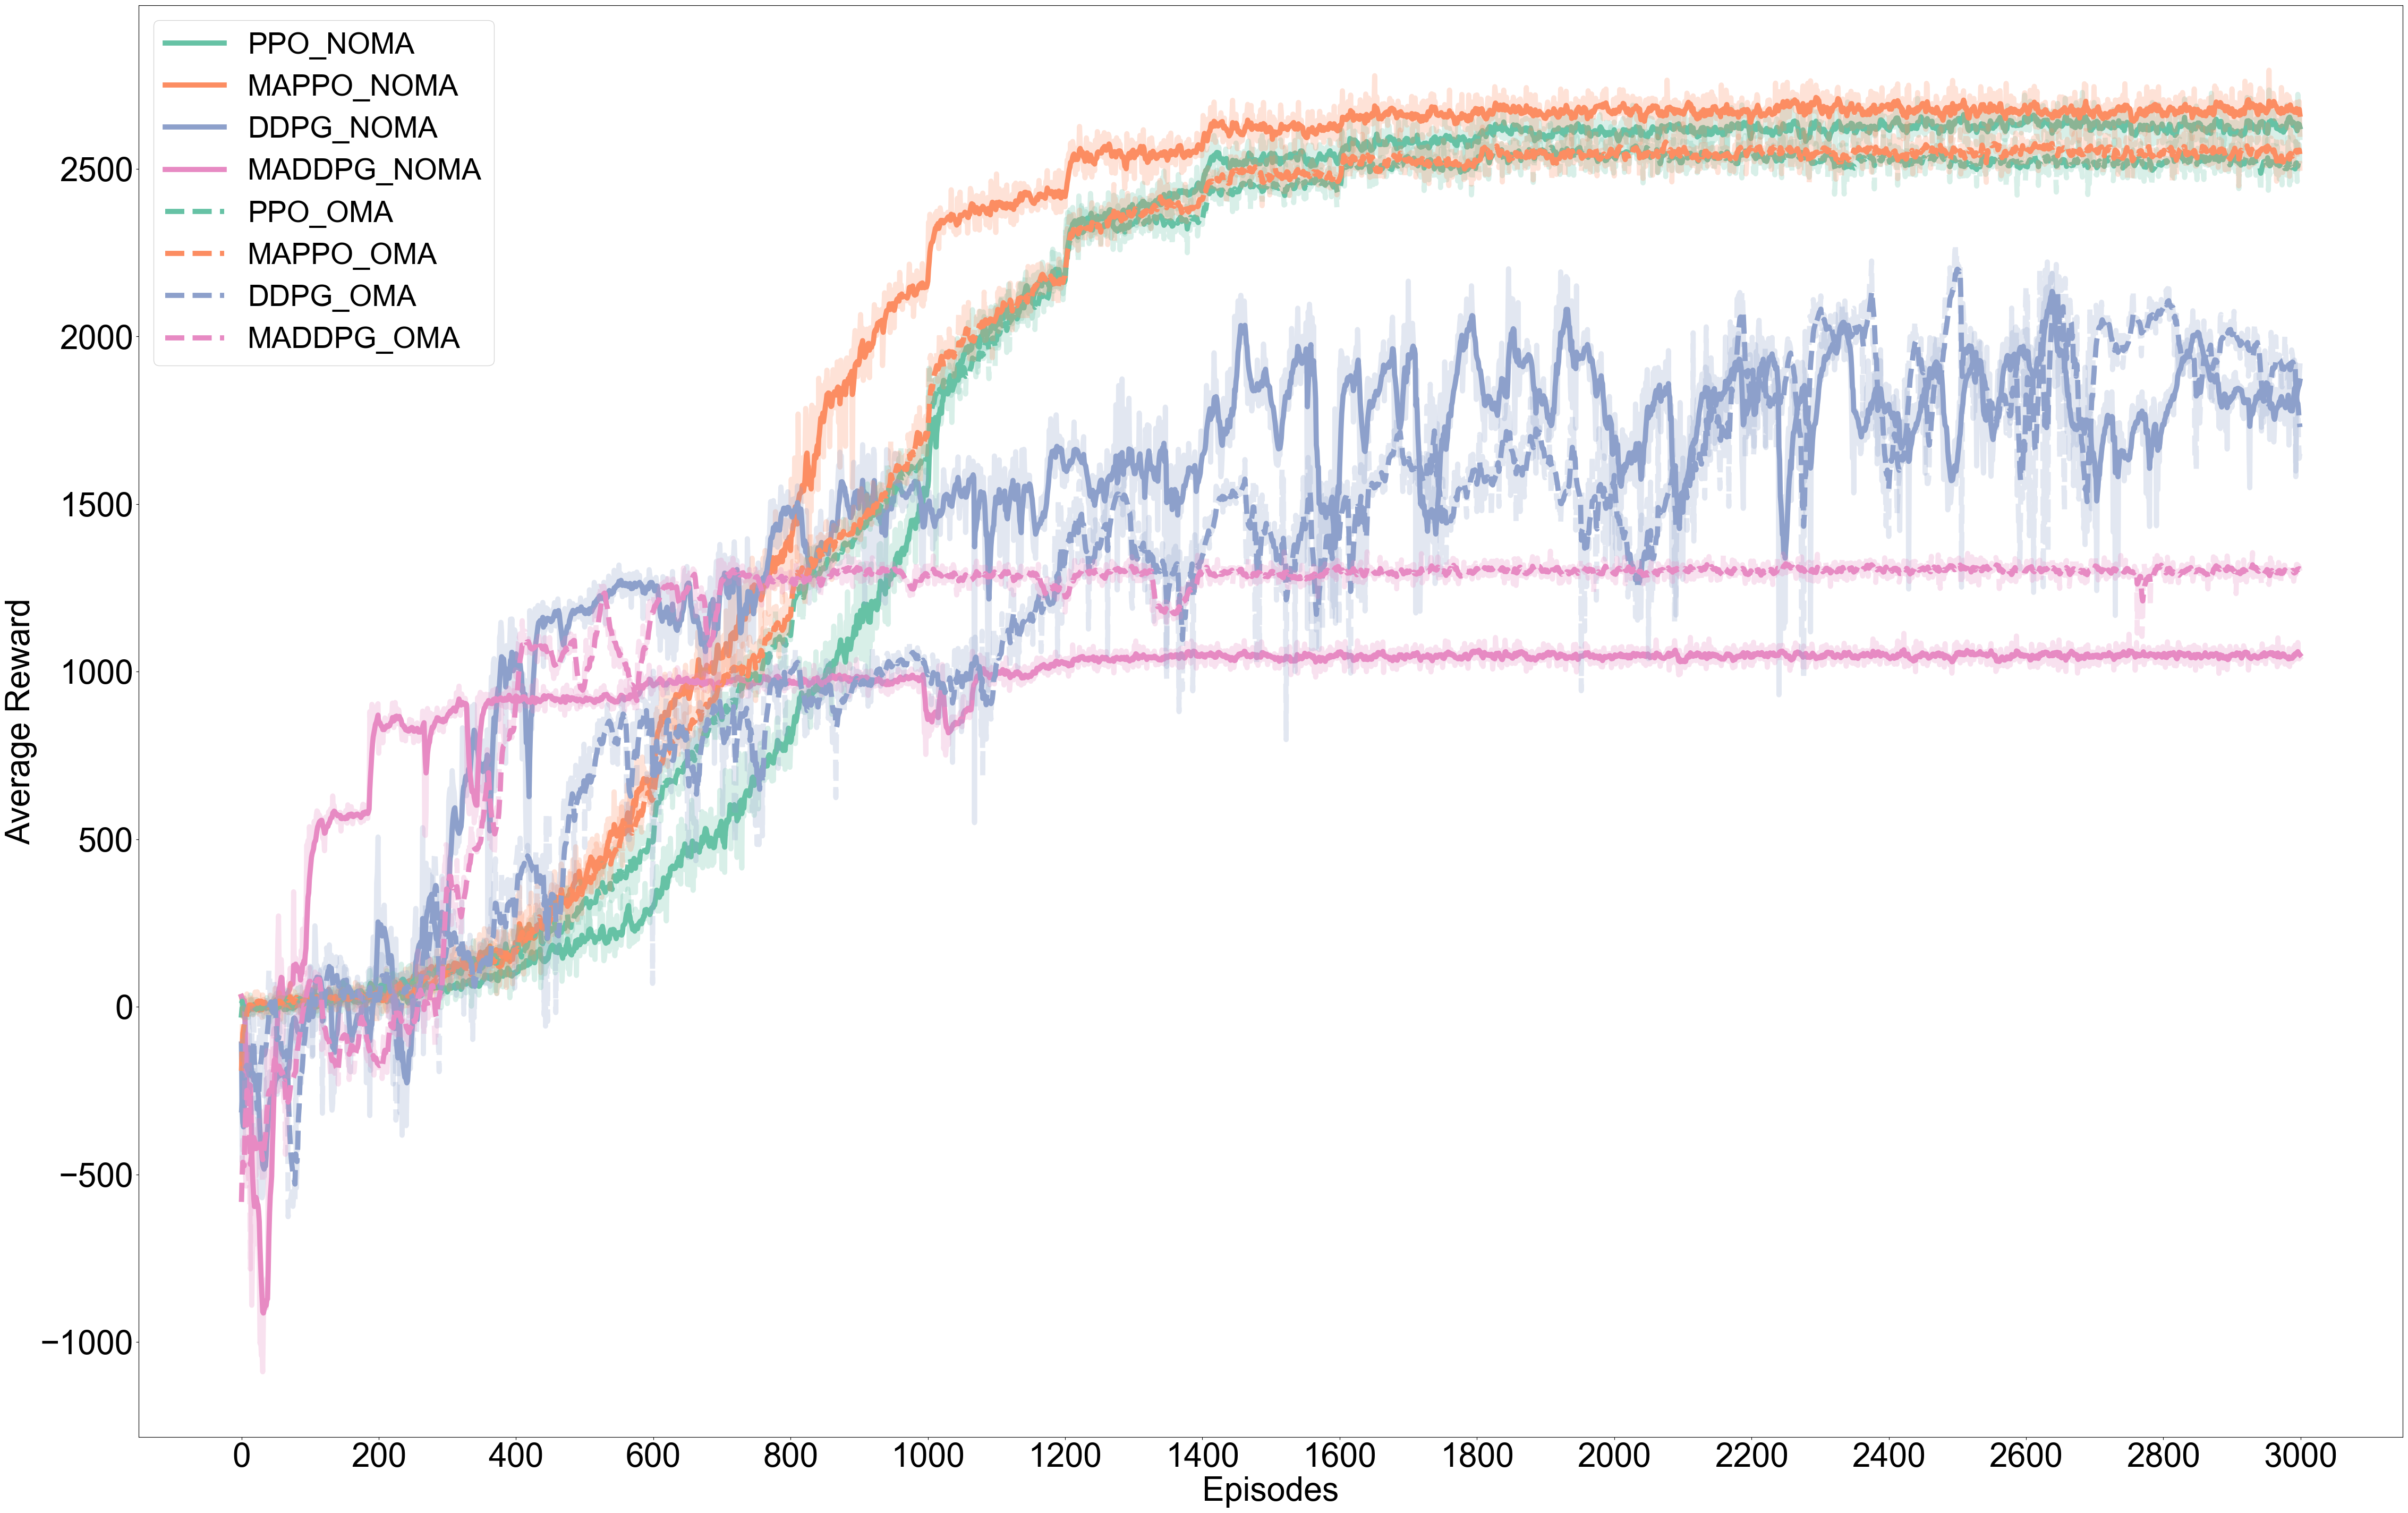 PPO_NOMA
MAPPO_NOMA
DDPG_NOMA
MADDPG_NOMA
PPO_OMA
MAPPO_OMA
DDPG_OMA
MADDPG_OMA
2500
2000
1500
1000
500
0
−500
−1000
Average Reward
0 200 400 600 800 1000 1200 1400 1600 1800 2000 2200 2400 2600 2800 3000
Episodes